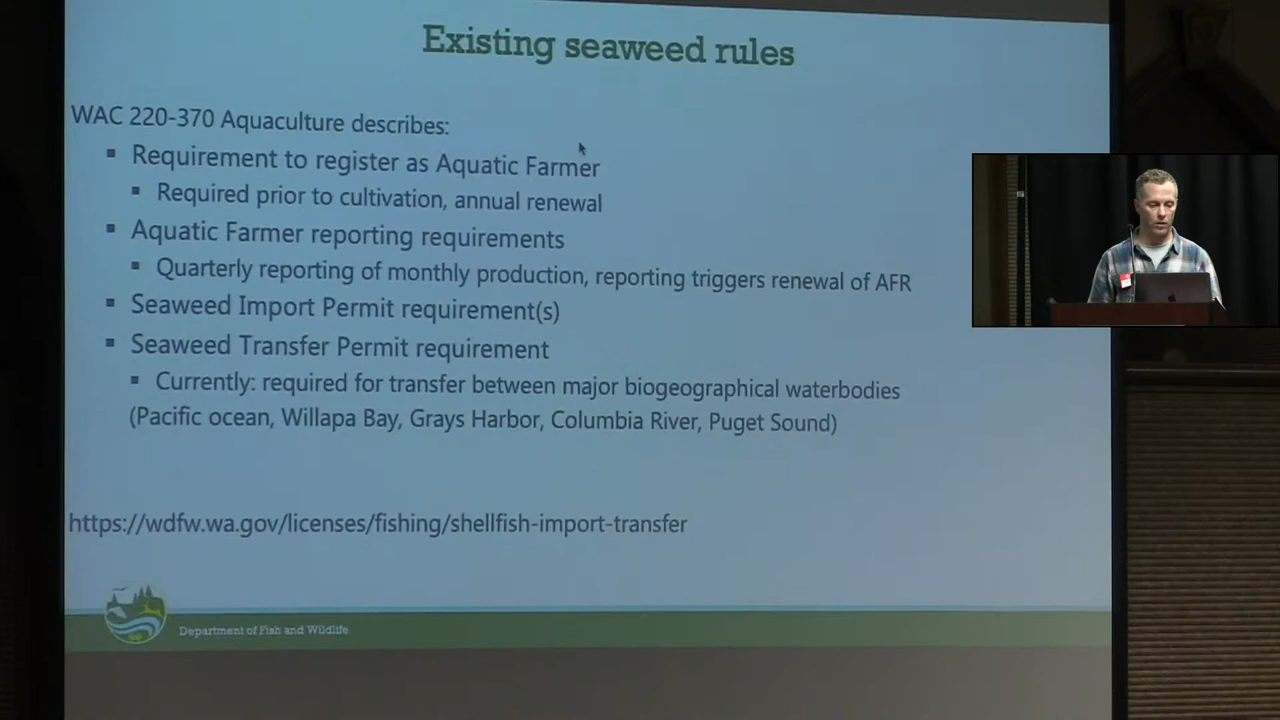 Existing seaweed rules
WAC 220-370 Aquaculture describes:
▪ Requirement to register as Aquatic Farmer
▪ Required prior to cultivation, annual renewal
▪ Aquatic Farmer reporting requirements
▪ Quarterly reporting of monthly production, reporting triggers renewal of AFR
▪ Seaweed Import Permit requirement(s)
▪ Seaweed Transfer Permit requirement
▪ Currently: required for transfer between major biogeographical waterbodies
(Pacific ocean, Willapa Bay, Grays Harbor, Columbia River, Puget Sound)
https://wdfw.wa.gov/licenses/fishing/shellfish-import-transfer
Department of Fish and Wildlife